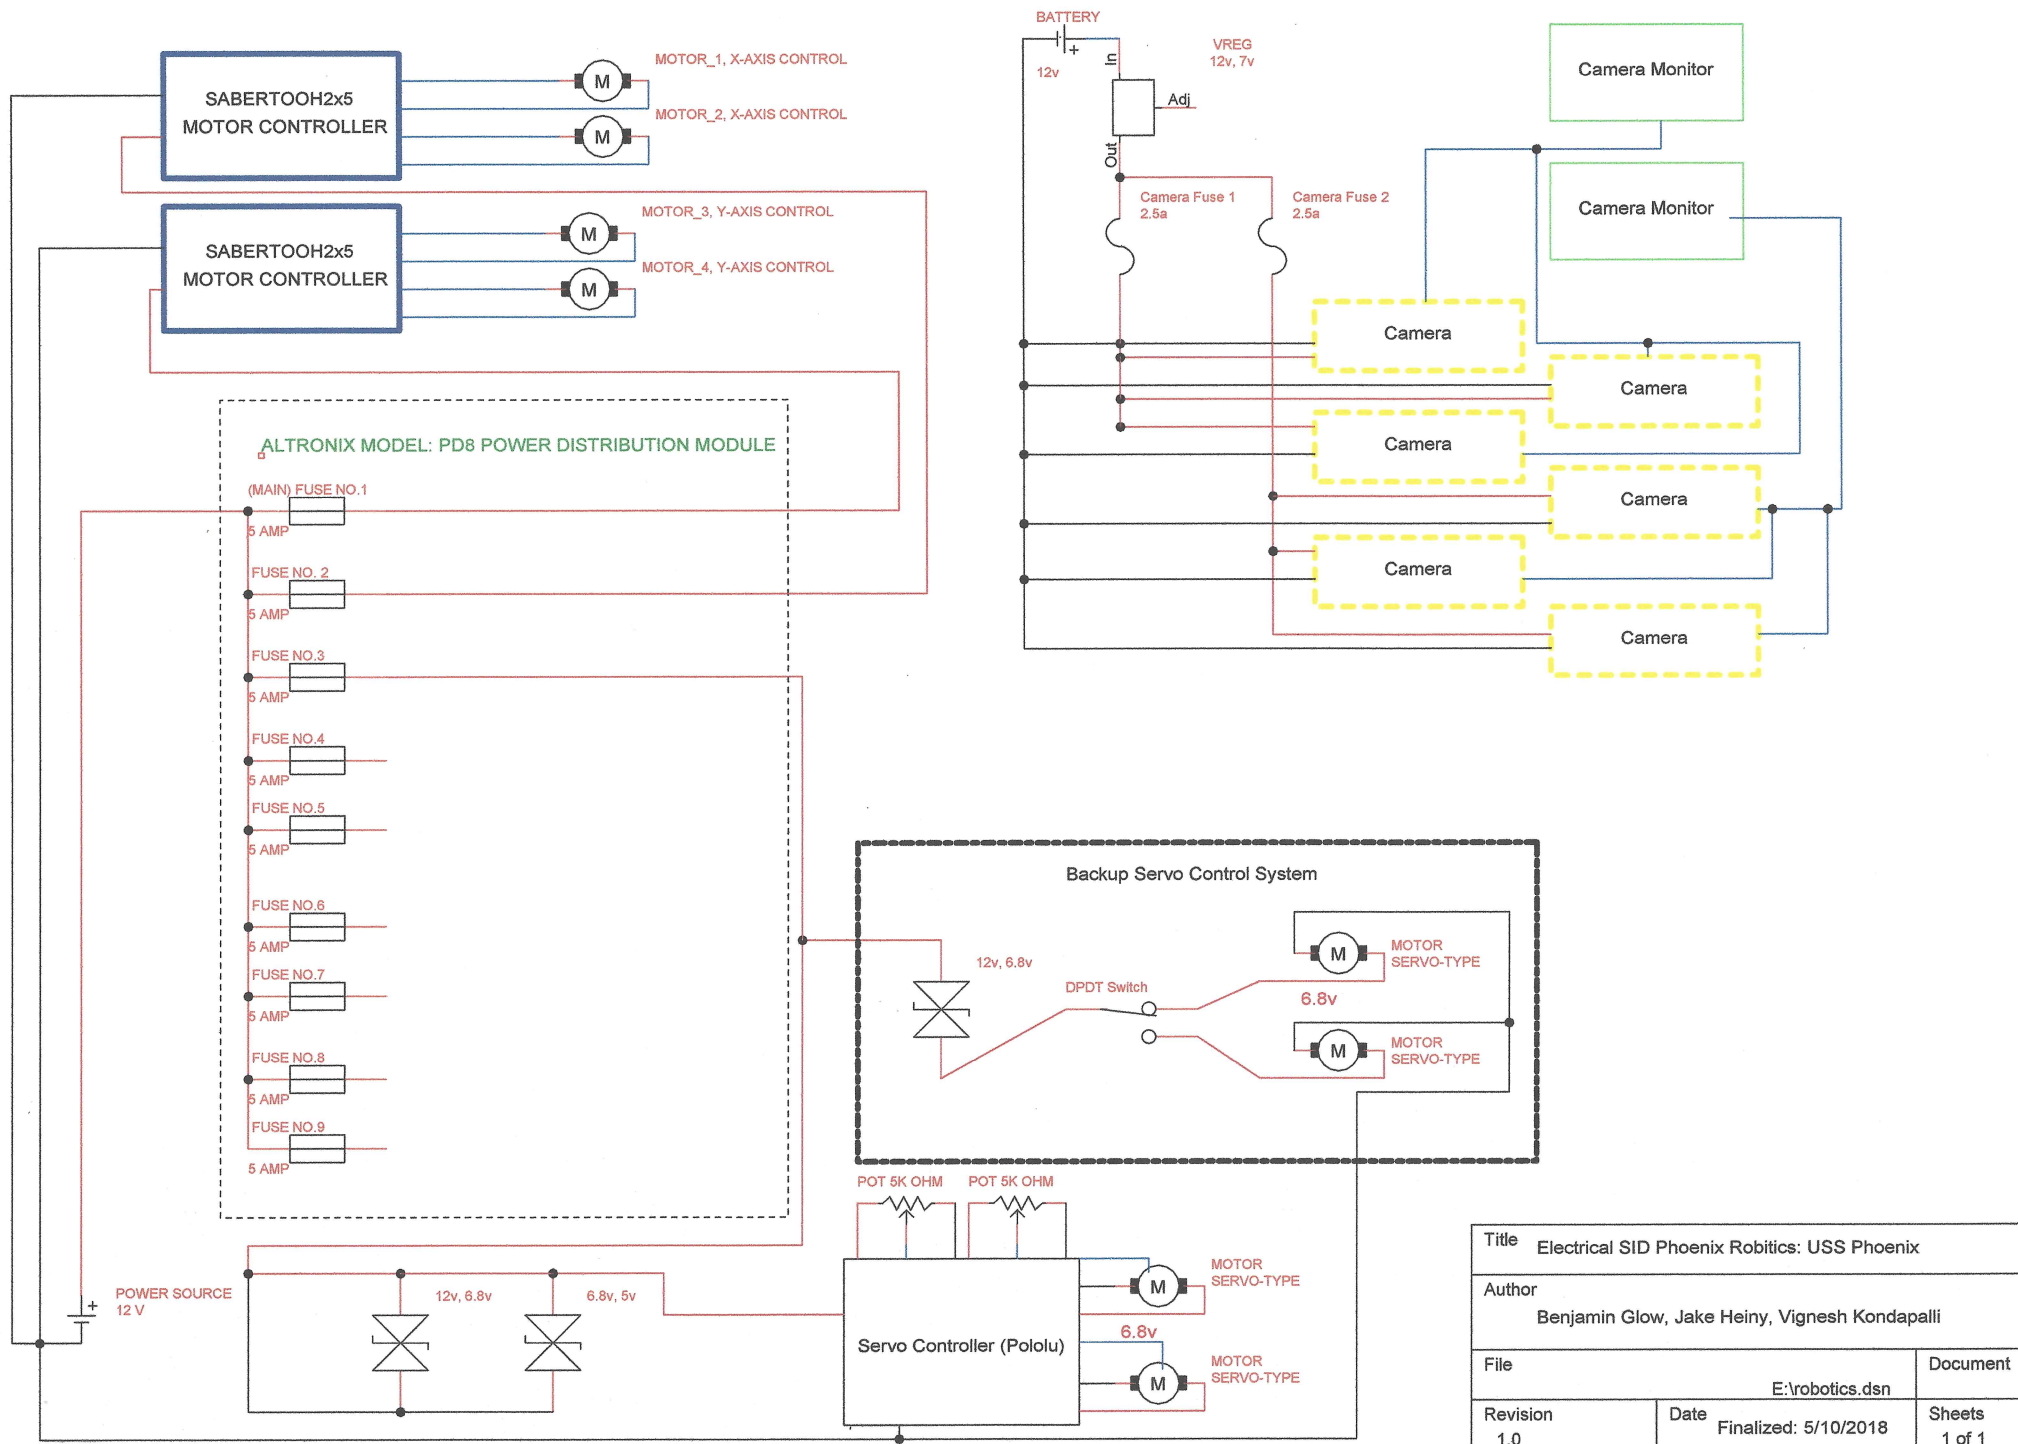 SABERTOOH2x5
MOTOR CONTROLLER
M
MOTOR_1, X-AXIS CONTROL
M
MOTOR_2, X-AXIS CONTROL
SABERTOOH2x5
MOTOR CONTROLLER
M
MOTOR_3, Y-AXIS CONTROL
M
MOTOR_4, Y-AXIS CONTROL
BATTERY
+
12v
In
VREG
12v, 7v
Adj
Out
Camera Fuse 1
2.5a
Camera Fuse 2
2.5a
Camera Monitor
Camera Monitor
Camera
Camera
Camera
Camera
Camera
Camera
ALTRONIX MODEL: PD8 POWER DISTRIBUTION MODULE
(MAIN) FUSE NO.1
5 AMP
FUSE NO. 2
5 AMP
FUSE NO.3
5 AMP
FUSE NO.4
5 AMP
FUSE NO.5
5 AMP
FUSE NO.6
5 AMP
FUSE NO.7
5 AMP
FUSE NO.8
5 AMP
FUSE NO.9
5 AMP
Backup Servo Control System
12v, 6.8v
DPDT Switch
M
MOTOR
SERVO-TYPE
6.8v
M
MOTOR
SERVO-TYPE
POT 5K OHM
POT 5K OHM
POWER SOURCE
12 V
+
12v, 6.8v
6.8v, 5v
Servo Controller (Pololu)
M
MOTOR
SERVO-TYPE
6.8v
M
MOTOR
SERVO-TYPE
Title
Electrical SID Phoenix Robitics: USS Phoenix
Author
Benjamin Glow, Jake Heiny, Vignesh Kondapalli
File
E:\robotics.dsn
Document
Revision
1.0
Date
Finalized: 5/10/2018
Sheets
1 of 1